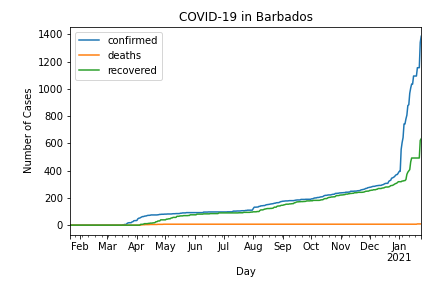 COVID-19 in Barbados
1400
1200
1000
800
600
400
200
0
Number of Cases
confirmed
deaths
recovered
Feb Mar Apr May Jun Jul Aug Sep Oct Nov Dec Jan
2021
Day